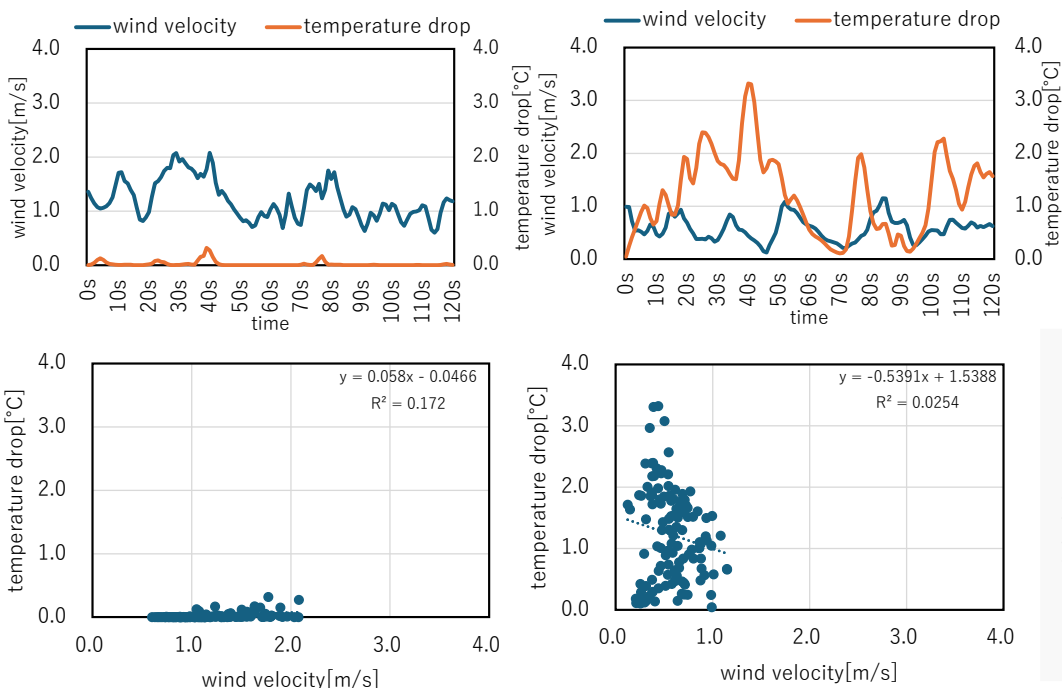 wind velocity temperature drop
4.0 4.0
3.0 3.0
2.0 2.0
1.0 1.0
0.0 0.0
wind velocity[m/s]
temperature drop[°C]
0s 10s 20s 30s 40s 50s 60s 70s 80s 90s 100s 110s 120s
time
wind velocity temperature drop
4.0 4.0
3.0 3.0
2.0 2.0
1.0 1.0
0.0 0.0
wind velocity[m/s]
temperature drop[°C]
0s 10s 20s 30s 40s 50s 60s 70s 80s 90s 100s 110s 120s
time
4.0
3.0
2.0
1.0
0.0
temperature drop[°C]
y = 0.058x - 0.0466
R² = 0.172
0.0 1.0 2.0 3.0 4.0
wind velocity[m/s]
4.0
3.0
2.0
1.0
0.0
temperature drop[°C]
y = -0.5391x + 1.5388
R² = 0.0254
0.0 1.0 2.0 3.0 4.0
wind velocity[m/s]